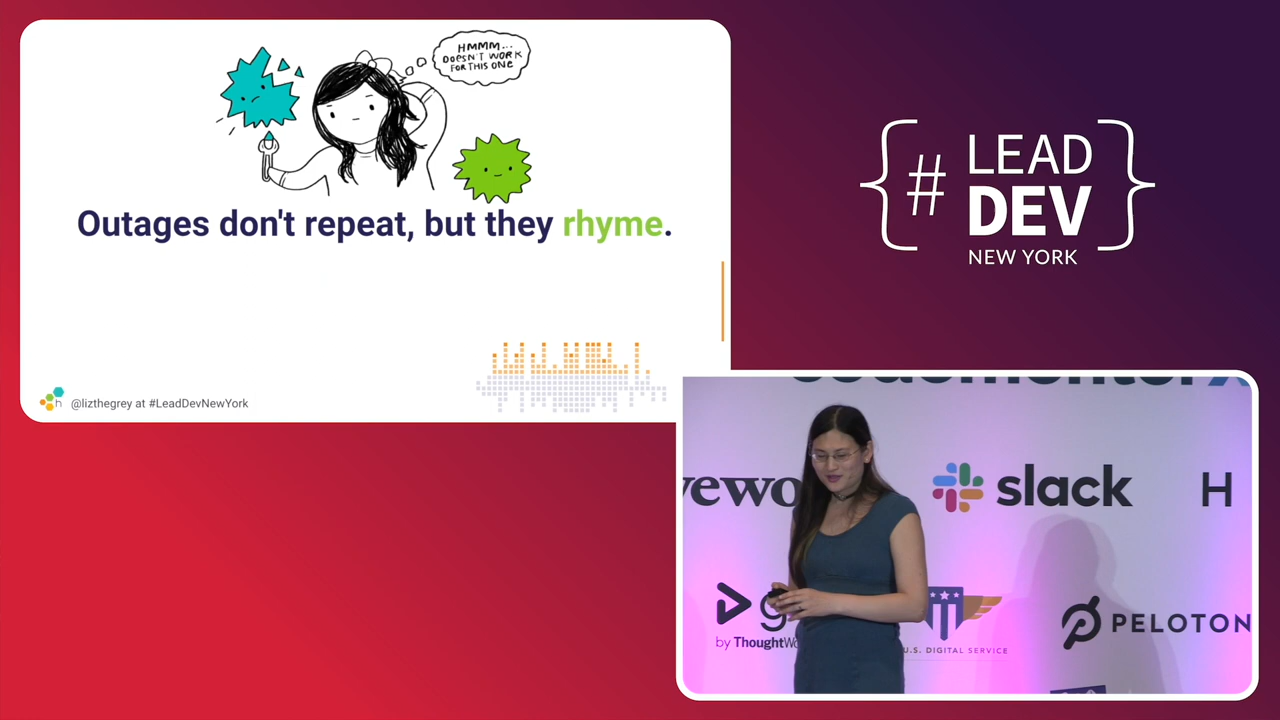 HMMM...
DOESN'T WORK
FOR THIS ONE
Outages don't repeat, but they rhyme.
h
@lizthegrey at #LeadDevNewYork
{# LEAD
DEV}
NEW YORK
slack
H
by ThoughtWo
U.S. DIGITAL SERVICE
PELOTON